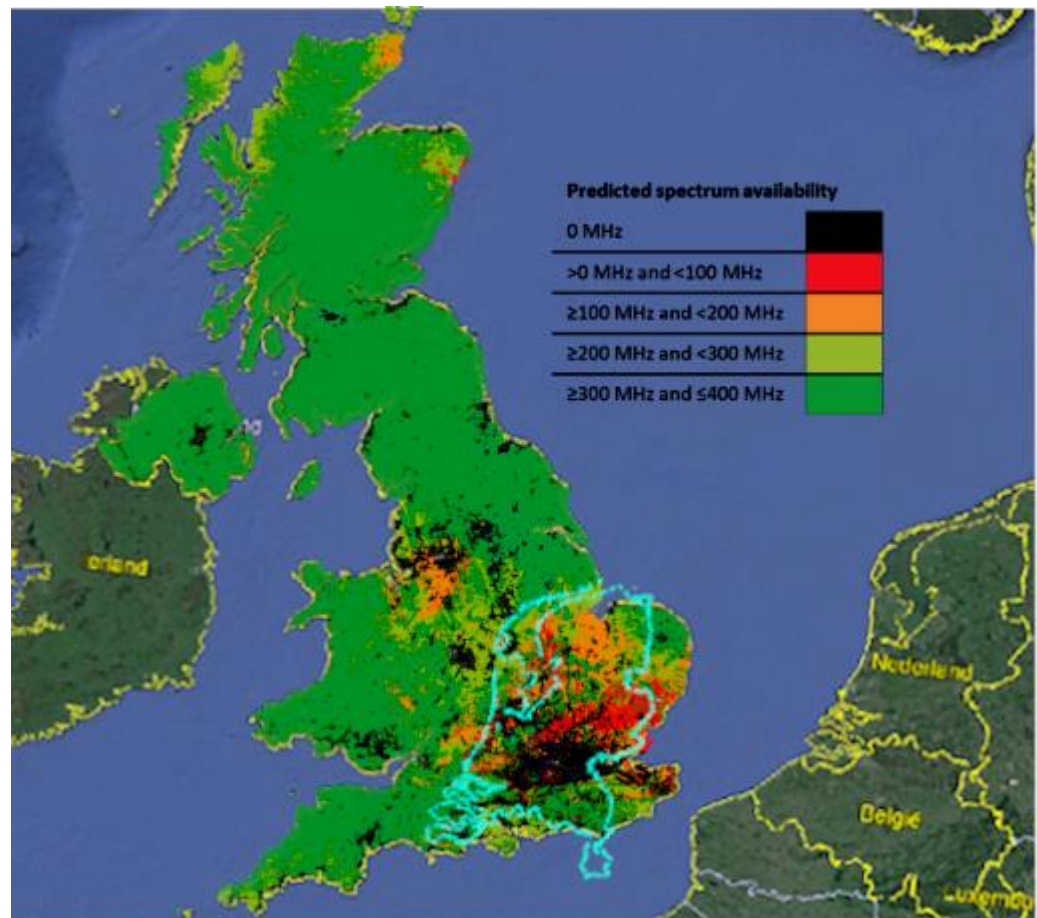 Predicted spectrum availability
0 MHz
>0 MHz and <100 MHz
≥100 MHz and <200 MHz
≥200 MHz and <300 MHz
≥300 MHz and ≤400 MHz
erland
Nederland
België
Luxembou